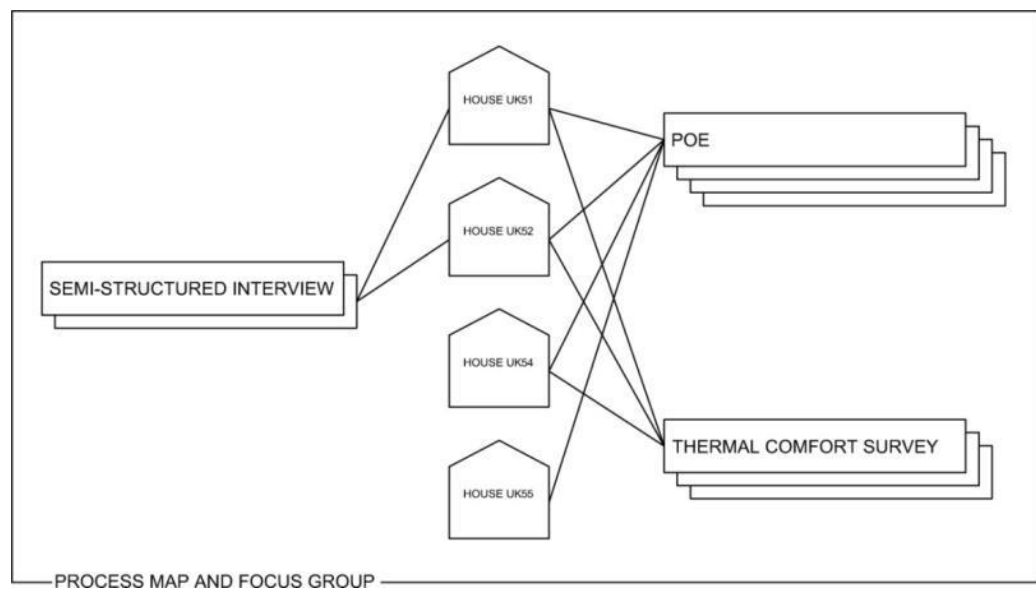 HOUSE UK51
POE
HOUSE UK52
SEMI-STRUCTURED INTERVIEW
HOUSE UK54
THERMAL COMFORT SURVEY
HOUSE UK55
PROCESS MAP AND FOCUS GROUP